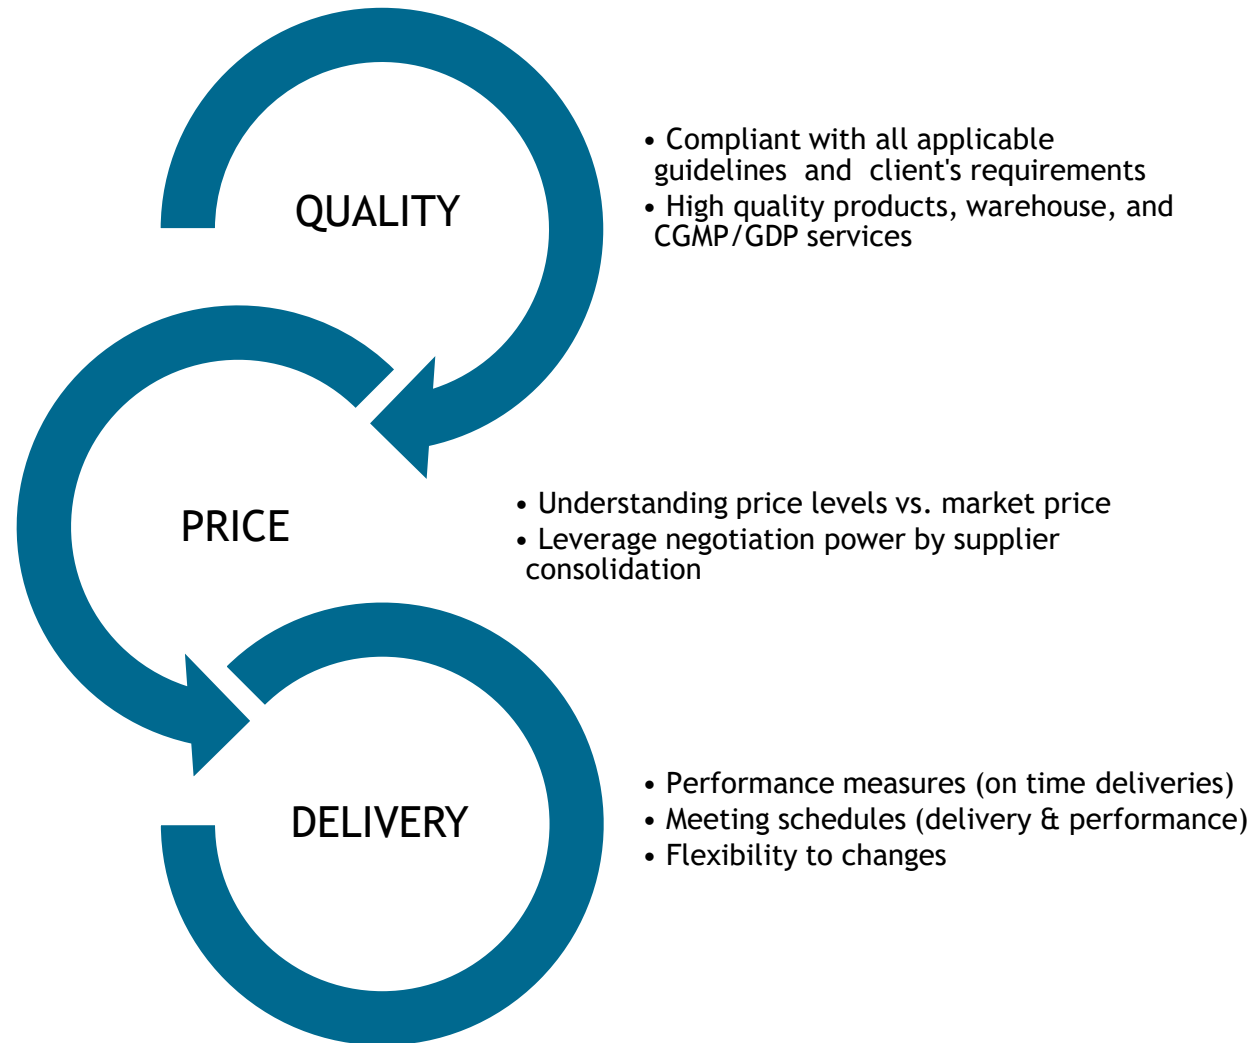 QUALITY
• Compliant with all applicable
guidelines and client's requirements
• High quality products, warehouse, and
CGMP/GDP services
PRICE
• Understanding price levels vs. market price
• Leverage negotiation power by supplier
consolidation
DELIVERY
• Performance measures (on time deliveries)
• Meeting schedules (delivery & performance)
• Flexibility to changes